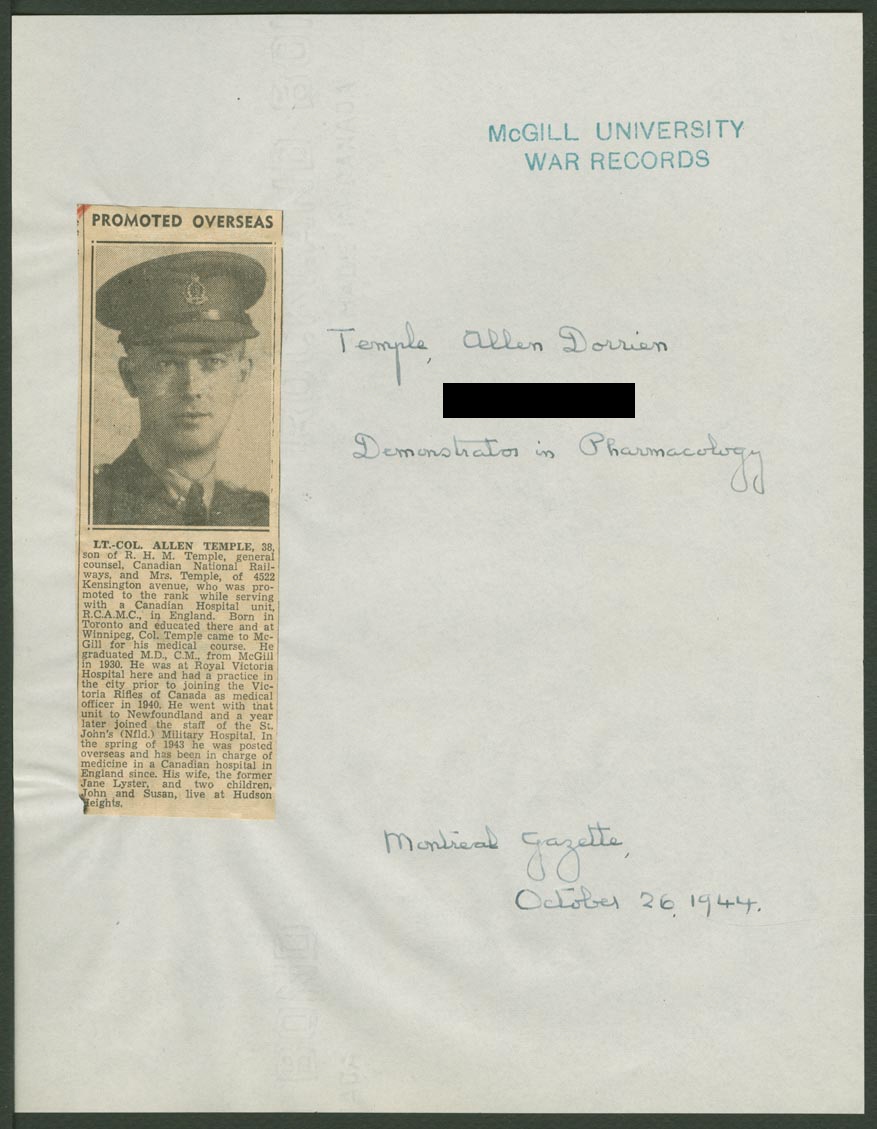 McGILL UNIVERSITY
WAR RECORDS
PROMOTED OVERSEAS
Temple, Allen Dorrien
Demonstrator in Pharmacology
LT.-COL. ALLEN TEMPLE, 38,
son of R. H. M. Temple, general
counsel, Canadian National Rail-
ways, and Mrs. Temple, of 4522
Kensington avenue, who was pro-
moted to the rank while serving
with a Canadian Hospital unit,
R.C.A.M.C., in England. Born in
Toronto and educated there and at
Winnipeg, Col. Temple came to Mc-
Gill for his medical course. He
graduated M.D., C.M., from McGill
in 1930. He was at Royal Victoria
Hospital here and had a practice in
the city prior to joining the Vic-
toria Rifles of Canada as medical
officer in 1940. He went with that
unit to Newfoundland and a year
later joined the staff of the St.
John's (Nfld.) Military Hospital. In
the spring of 1943 he was posted
overseas and has been in charge of
medicine in a Canadian hospital in
England since. His wife, the former
Jane Lyster, and two children,
John and Susan, live at Hudson
Heights.
Montreal Gazette,
October 26, 1944.